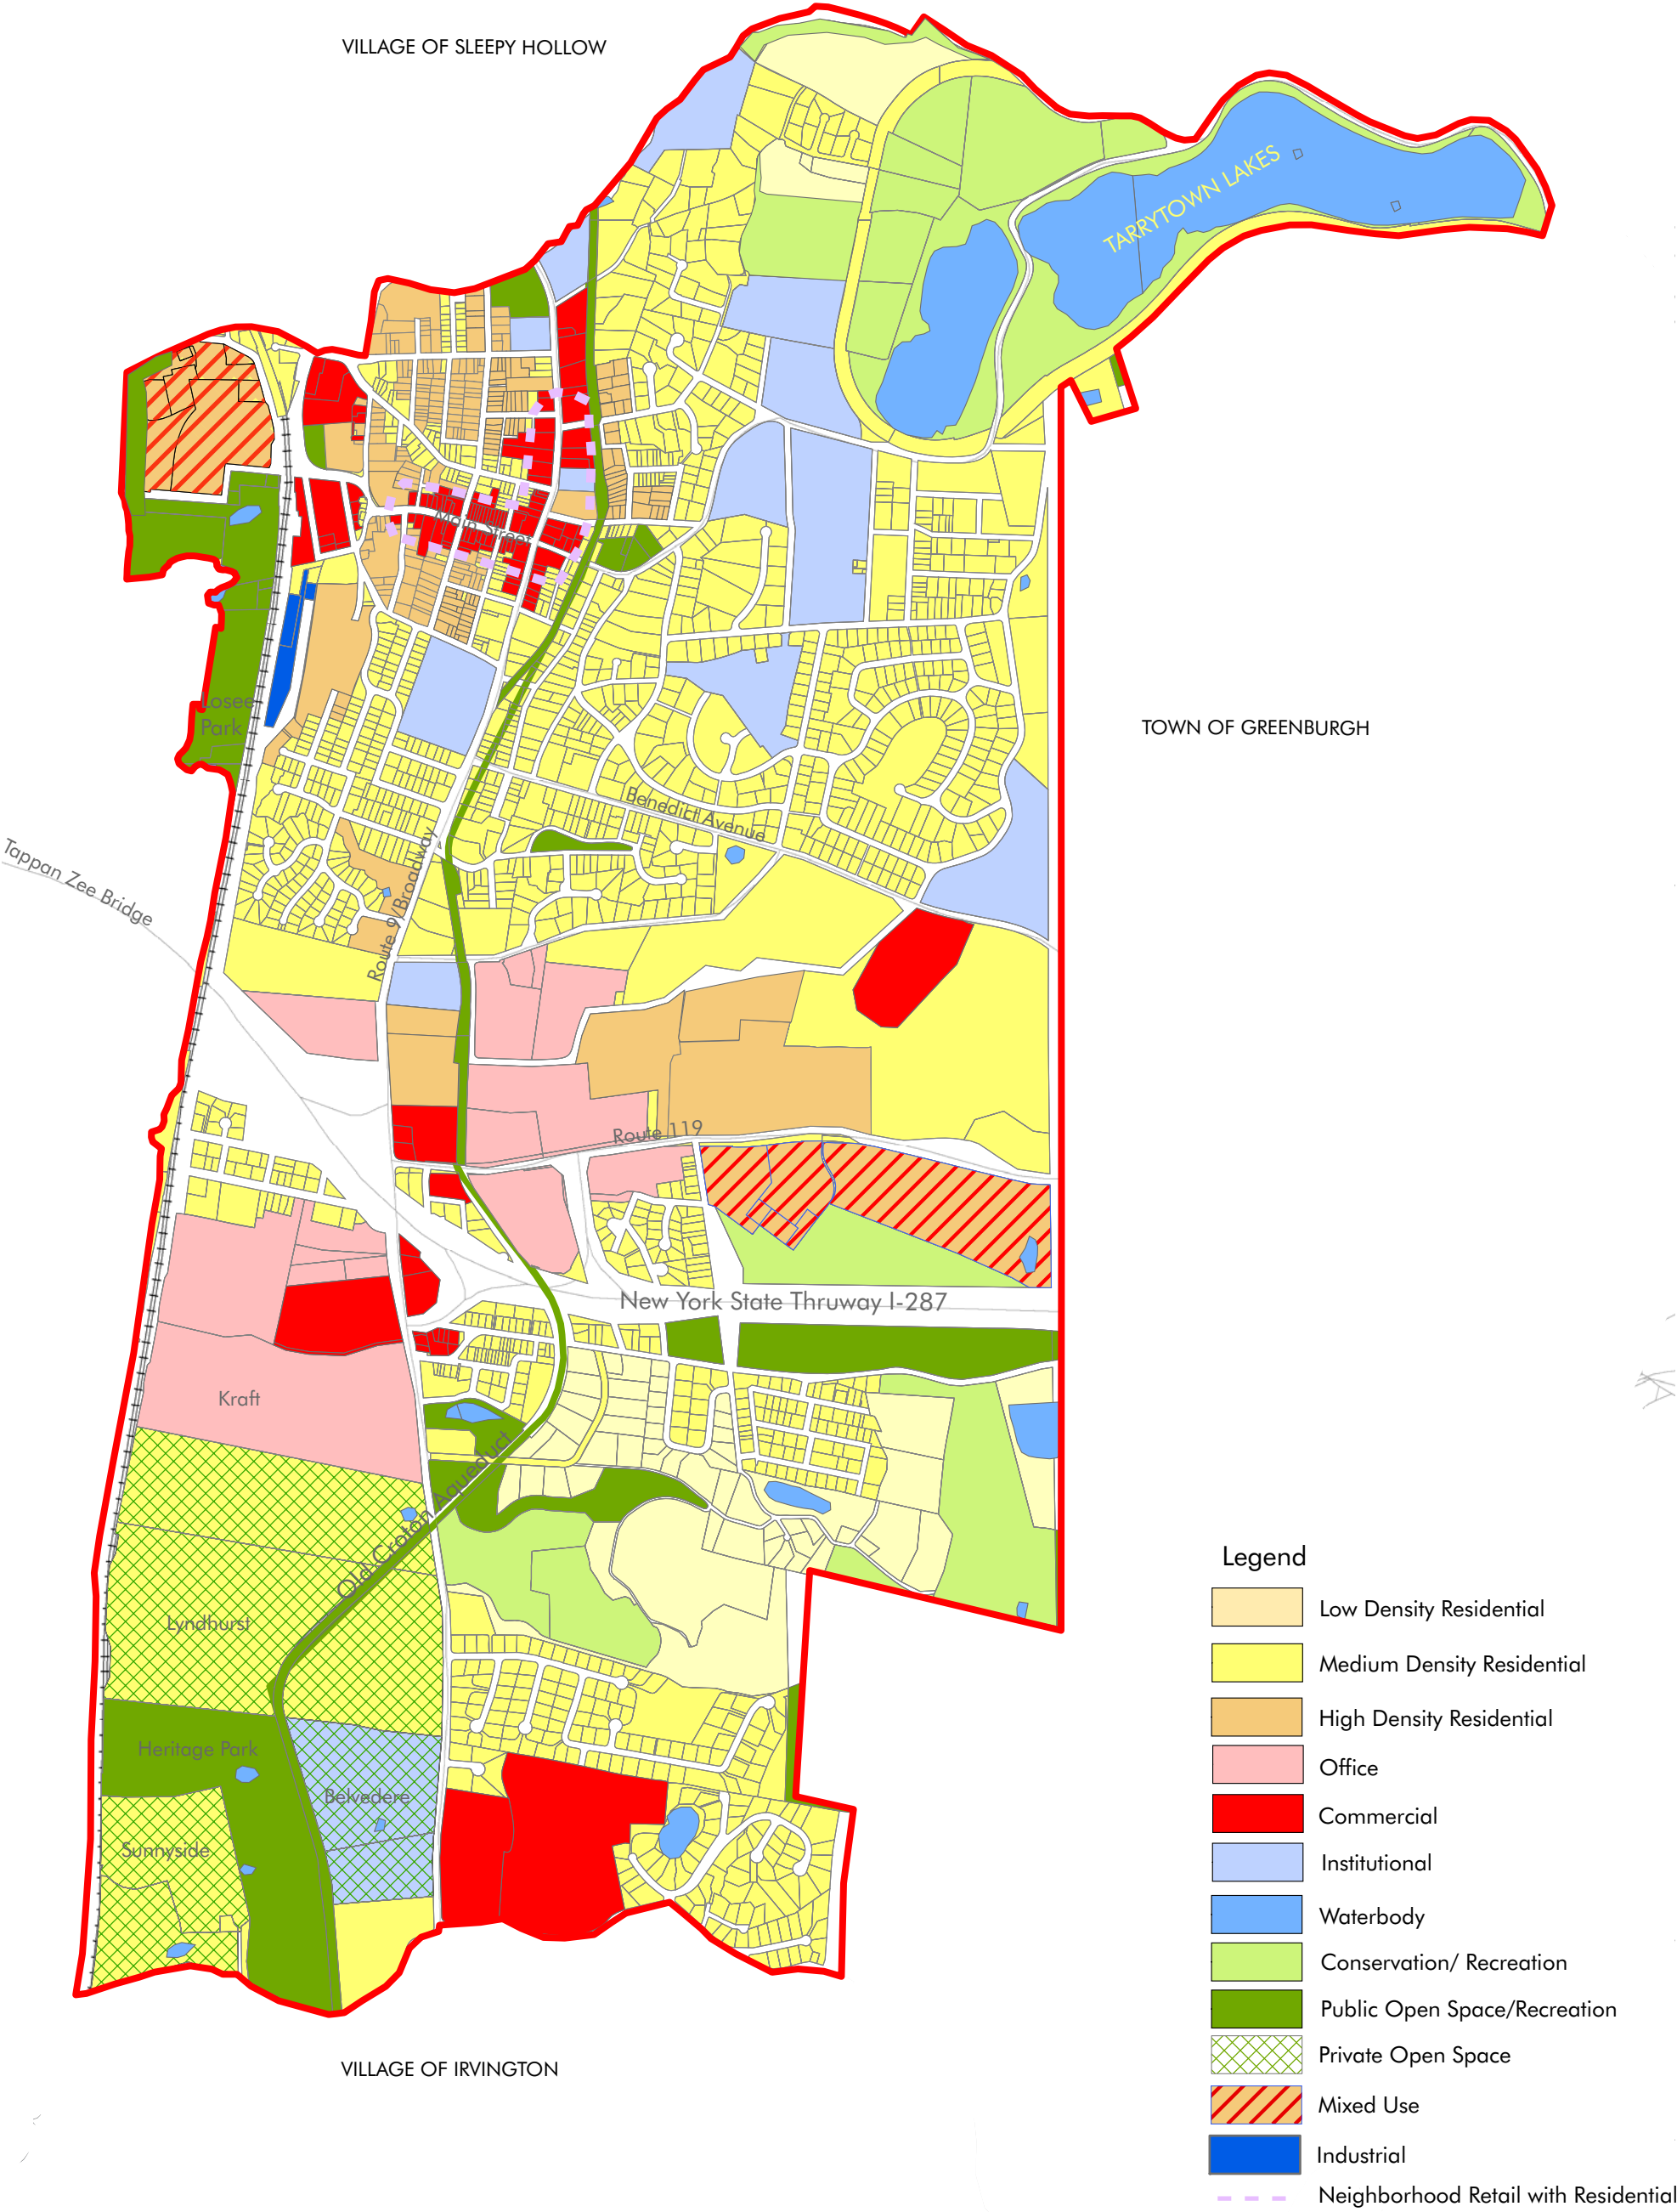 VILLAGE OF SLEEPY HOLLOW
TARRYTOWN LAKES
Main Street
Losee
Park
TOWN OF GREENBURGH
Benedict Avenue
Tappan Zee Bridge
Route 9/Broadway
Route 119
New York State Thruway I-287
Kraft
Old Croton Aqueduct
Lyndhurst
Heritage Park
Belvedere
Sunnyside
VILLAGE OF IRVINGTON
Legend
Low Density Residential
Medium Density Residential
High Density Residential
Office
Commercial
Institutional
Waterbody
Conservation/ Recreation
Public Open Space/Recreation
Private Open Space
Mixed Use
Industrial
Neighborhood Retail with Residential